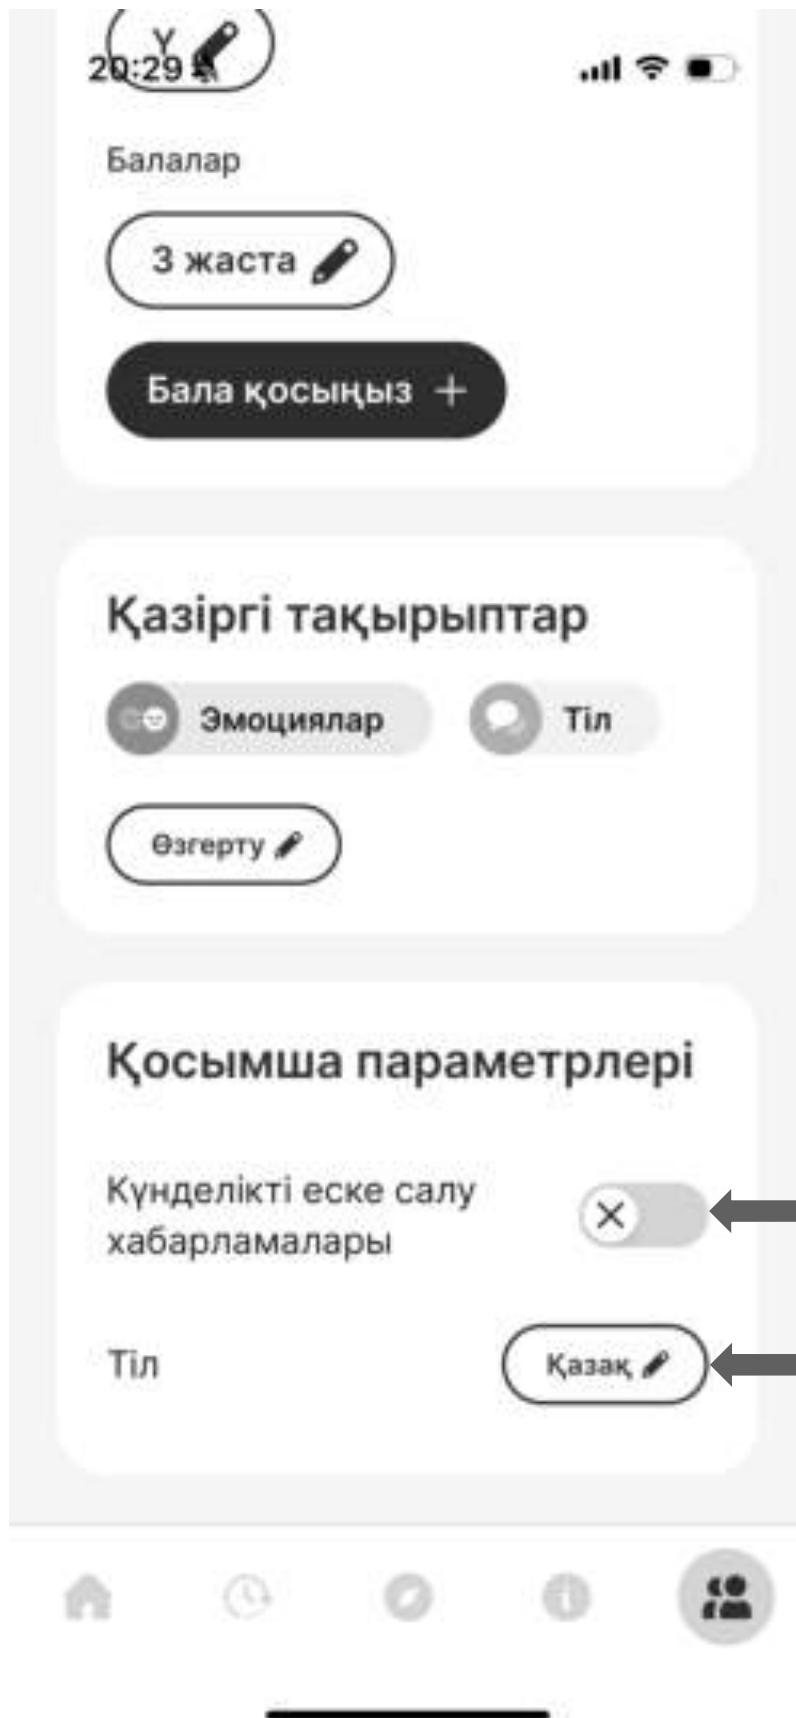 Y
20:29
Балалар
3 жаста
Бала қосыңыз +
Қазіргі тақырыптар
Эмоциялар
Тіл
Өзгерту
Қосымша параметрлері
Күнделікті еске салу
хабарламалары
Тіл
Қазақ